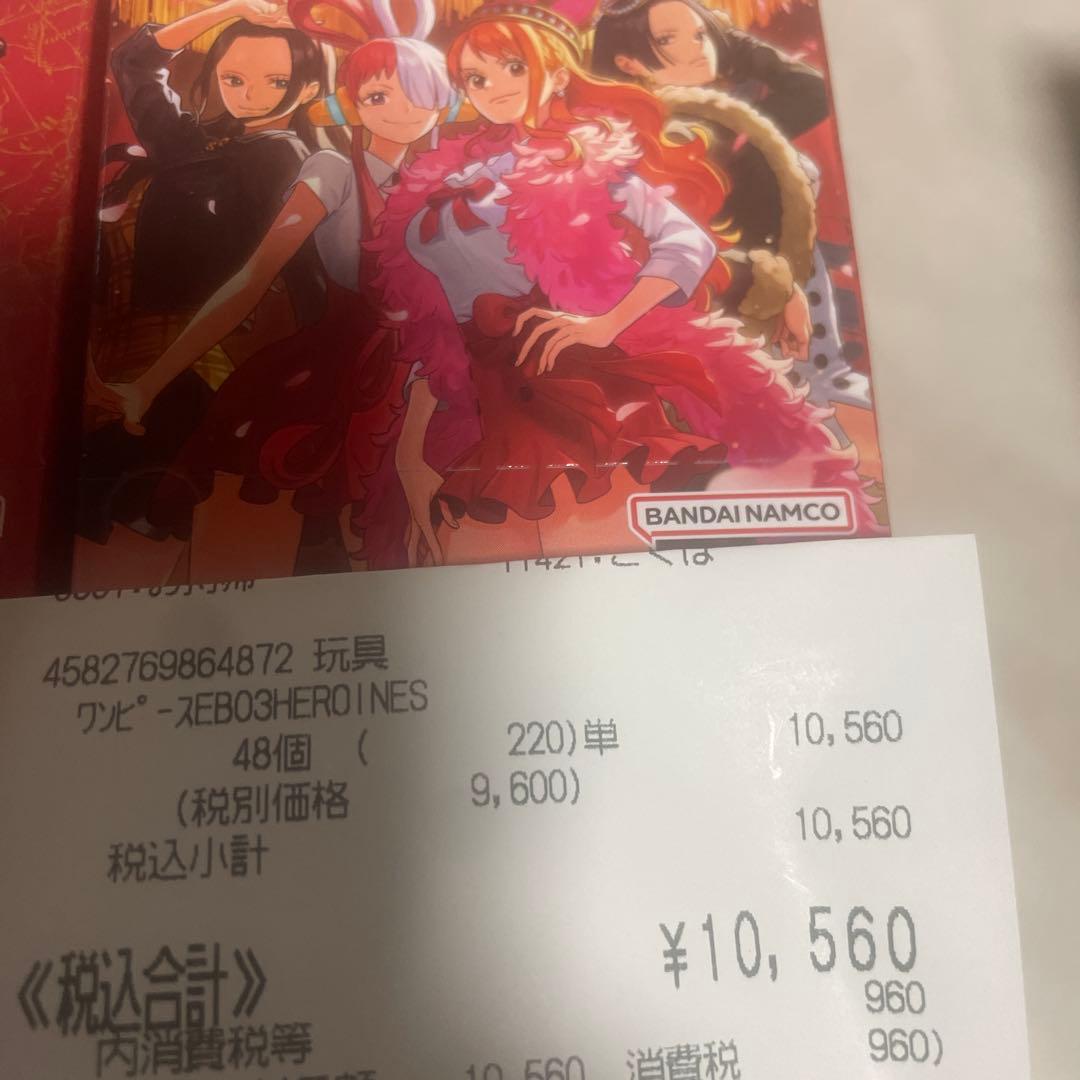 BANDAI NAMCO
4582769864872 玩具
ワンピースEB03HEROINES
48個 ( 220)単 10,560
(税別価格 9,600)
税込小計 10,560
《税込合計》 ¥10,560
内消費税等 960
10,560 消費税 960)